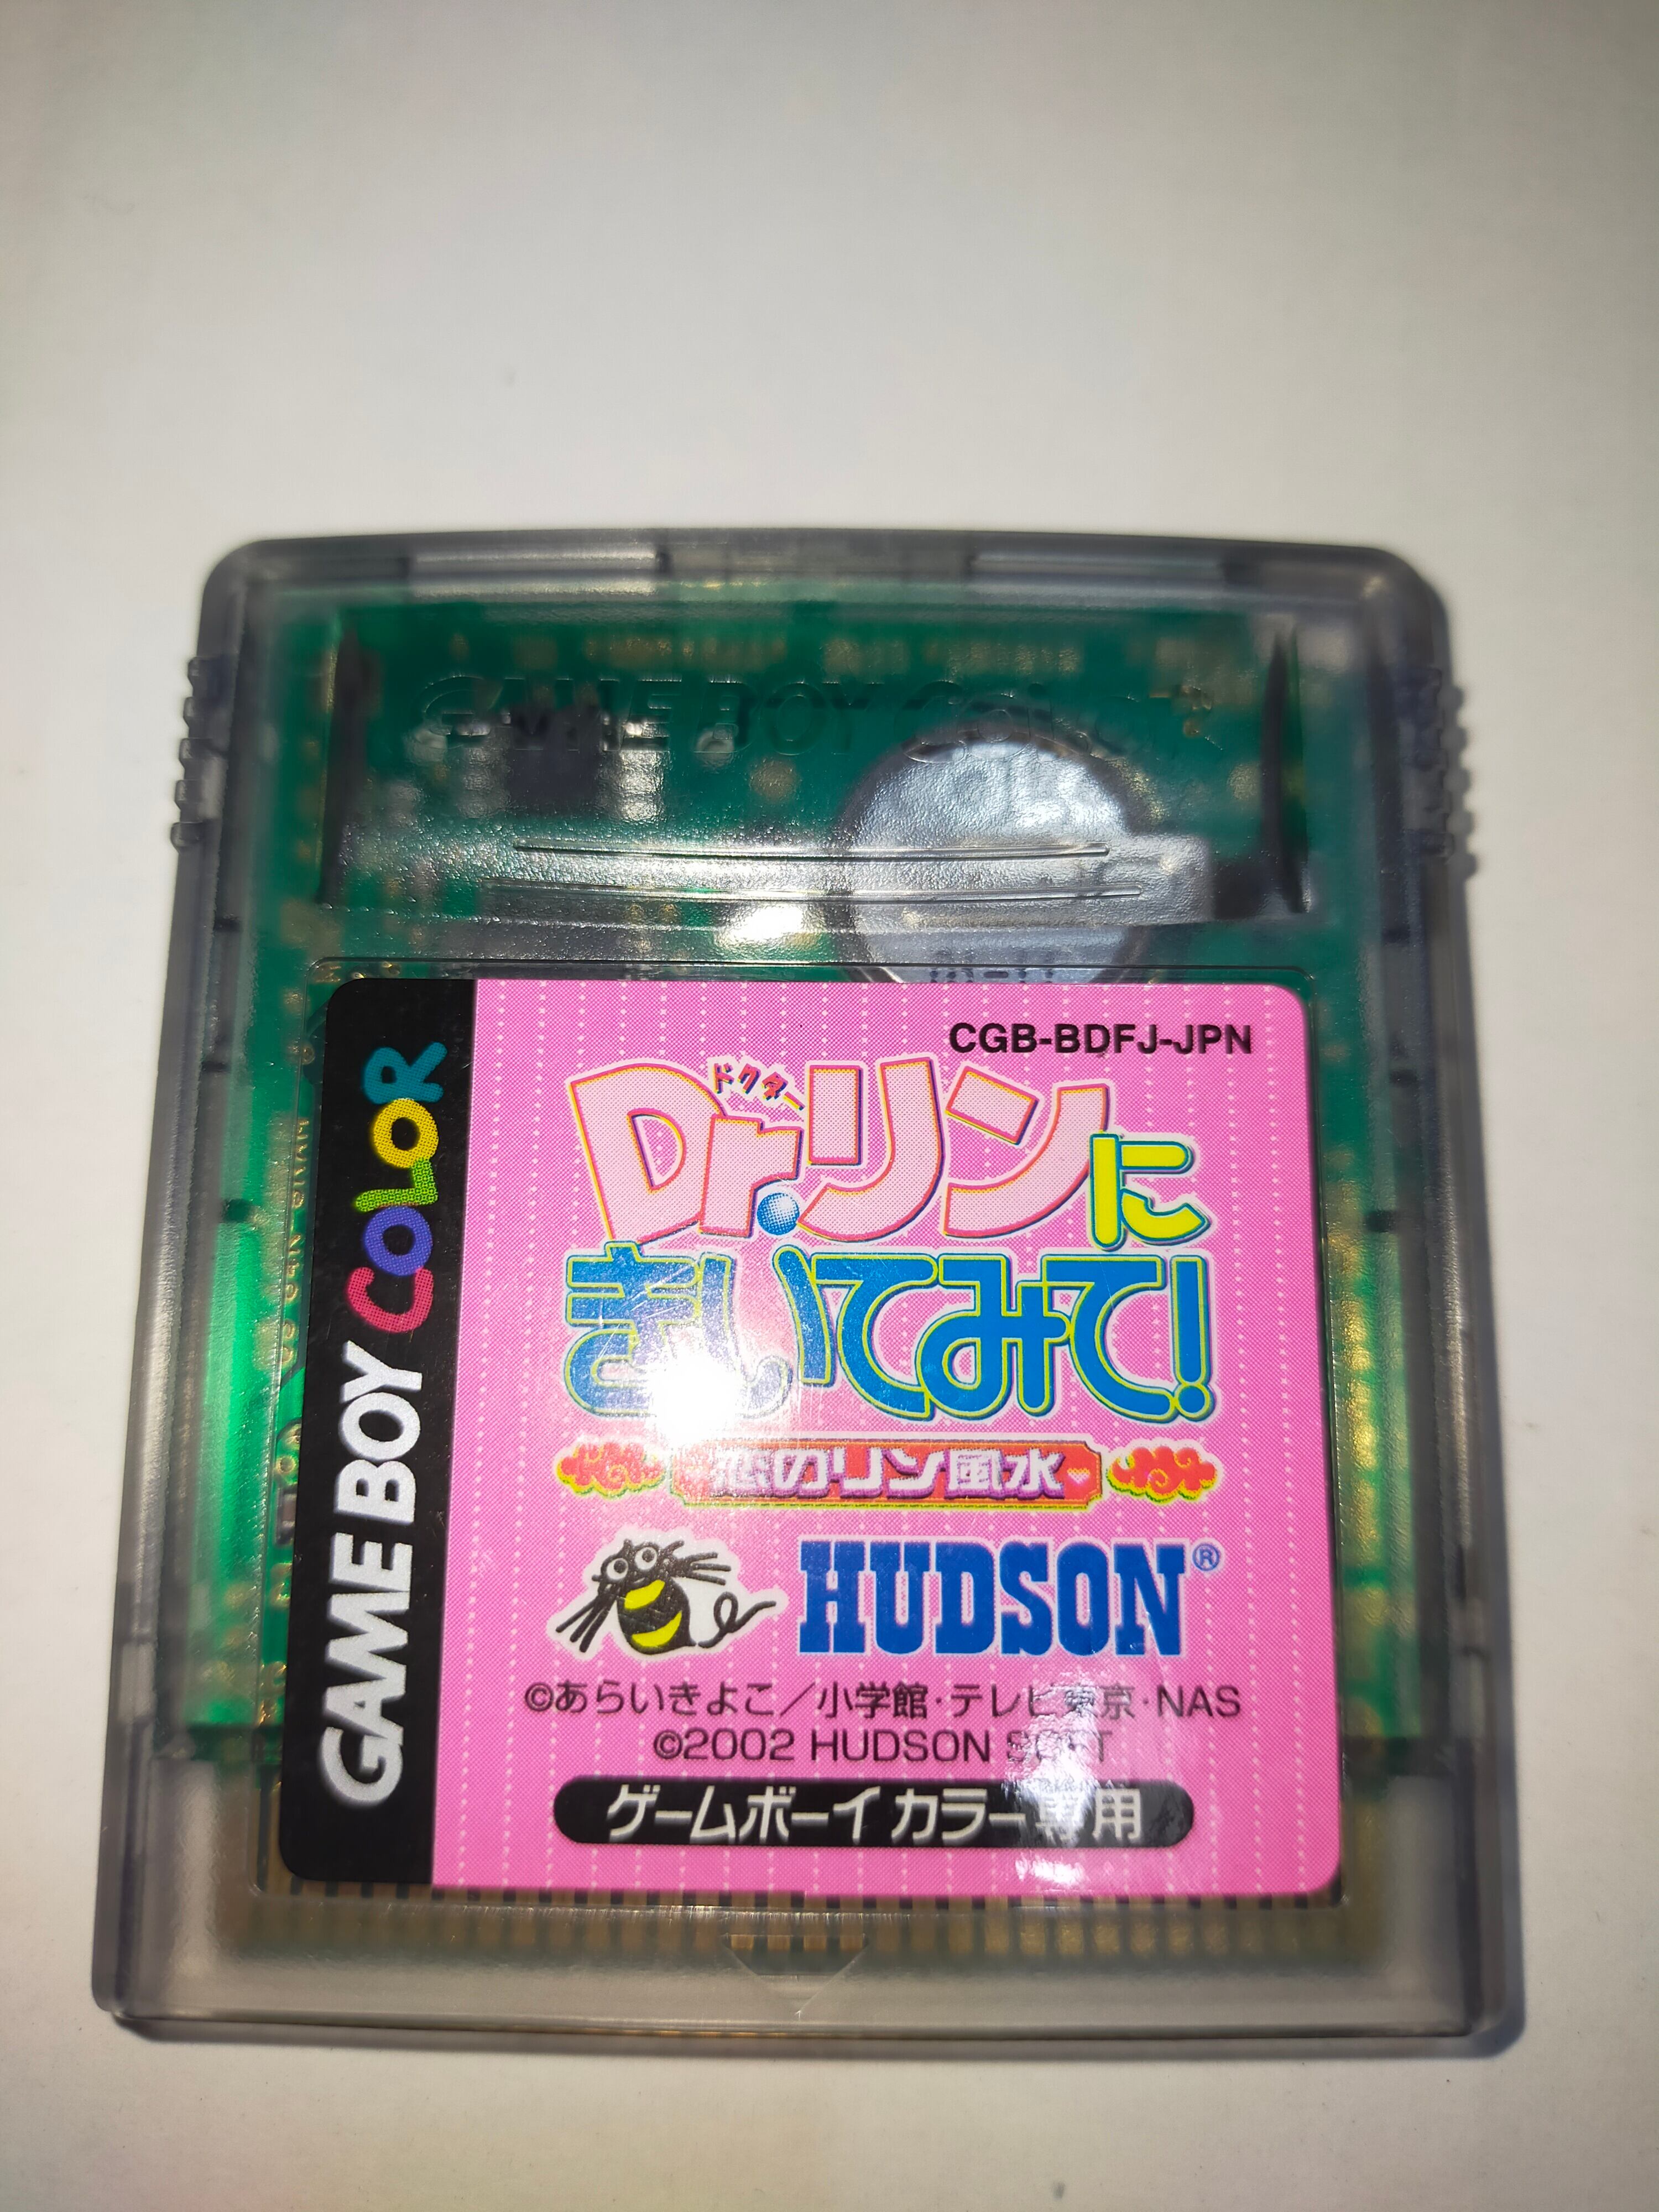 GAME BOY COLOR
GAME BOY COLOR
CGB-BDFJ-JPN
ドクター
Dr.リンに
きいてみて!
恋のリン風水
HUDSON®
©あらいきよこ/小学館·テレビ東京·NAS
©2002 HUDSON SOFT
ゲームボーイカラー専用